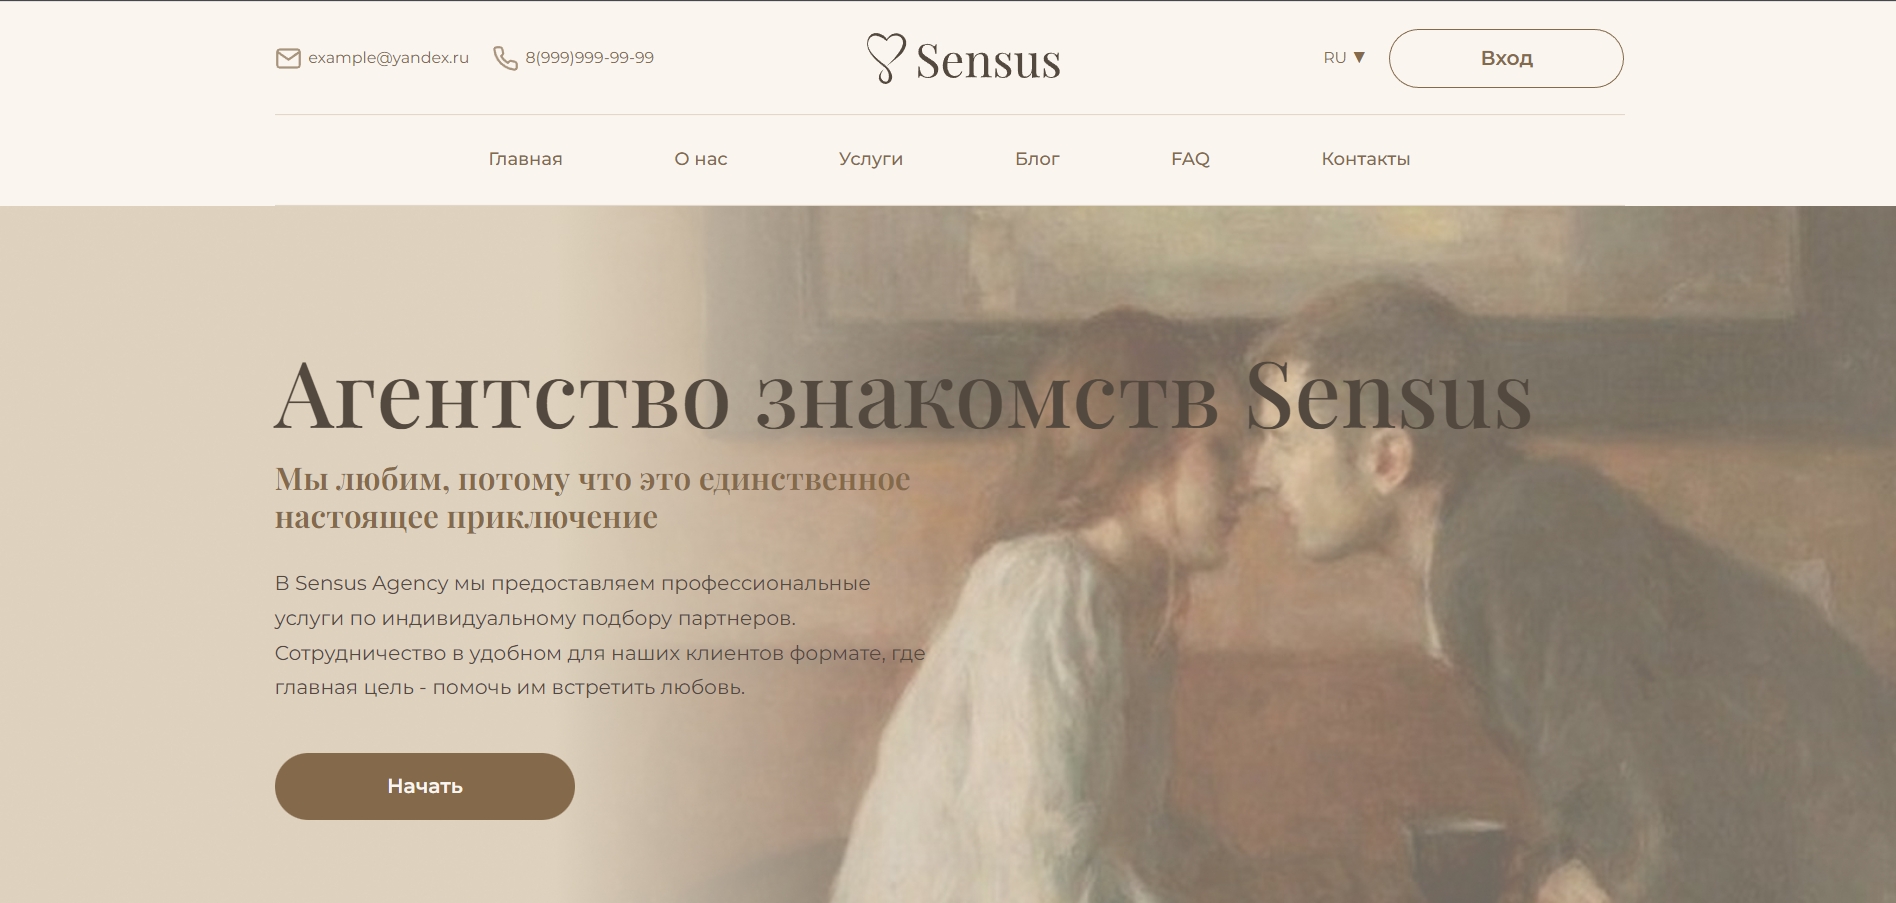 example@yandex.ru
8(999)999-99-99
Sensus
RU
Вход
Главная
О нас
Услуги
Блог
FAQ
Контакты
Агентство знакомств Sensus
Мы любим, потому что это единственное
настоящее приключение
В Sensus Agency мы предоставляем профессиональные
услуги по индивидуальному подбору партнеров.
Сотрудничество в удобном для наших клиентов формате, где
главная цель - помочь им встретить любовь.
Начать